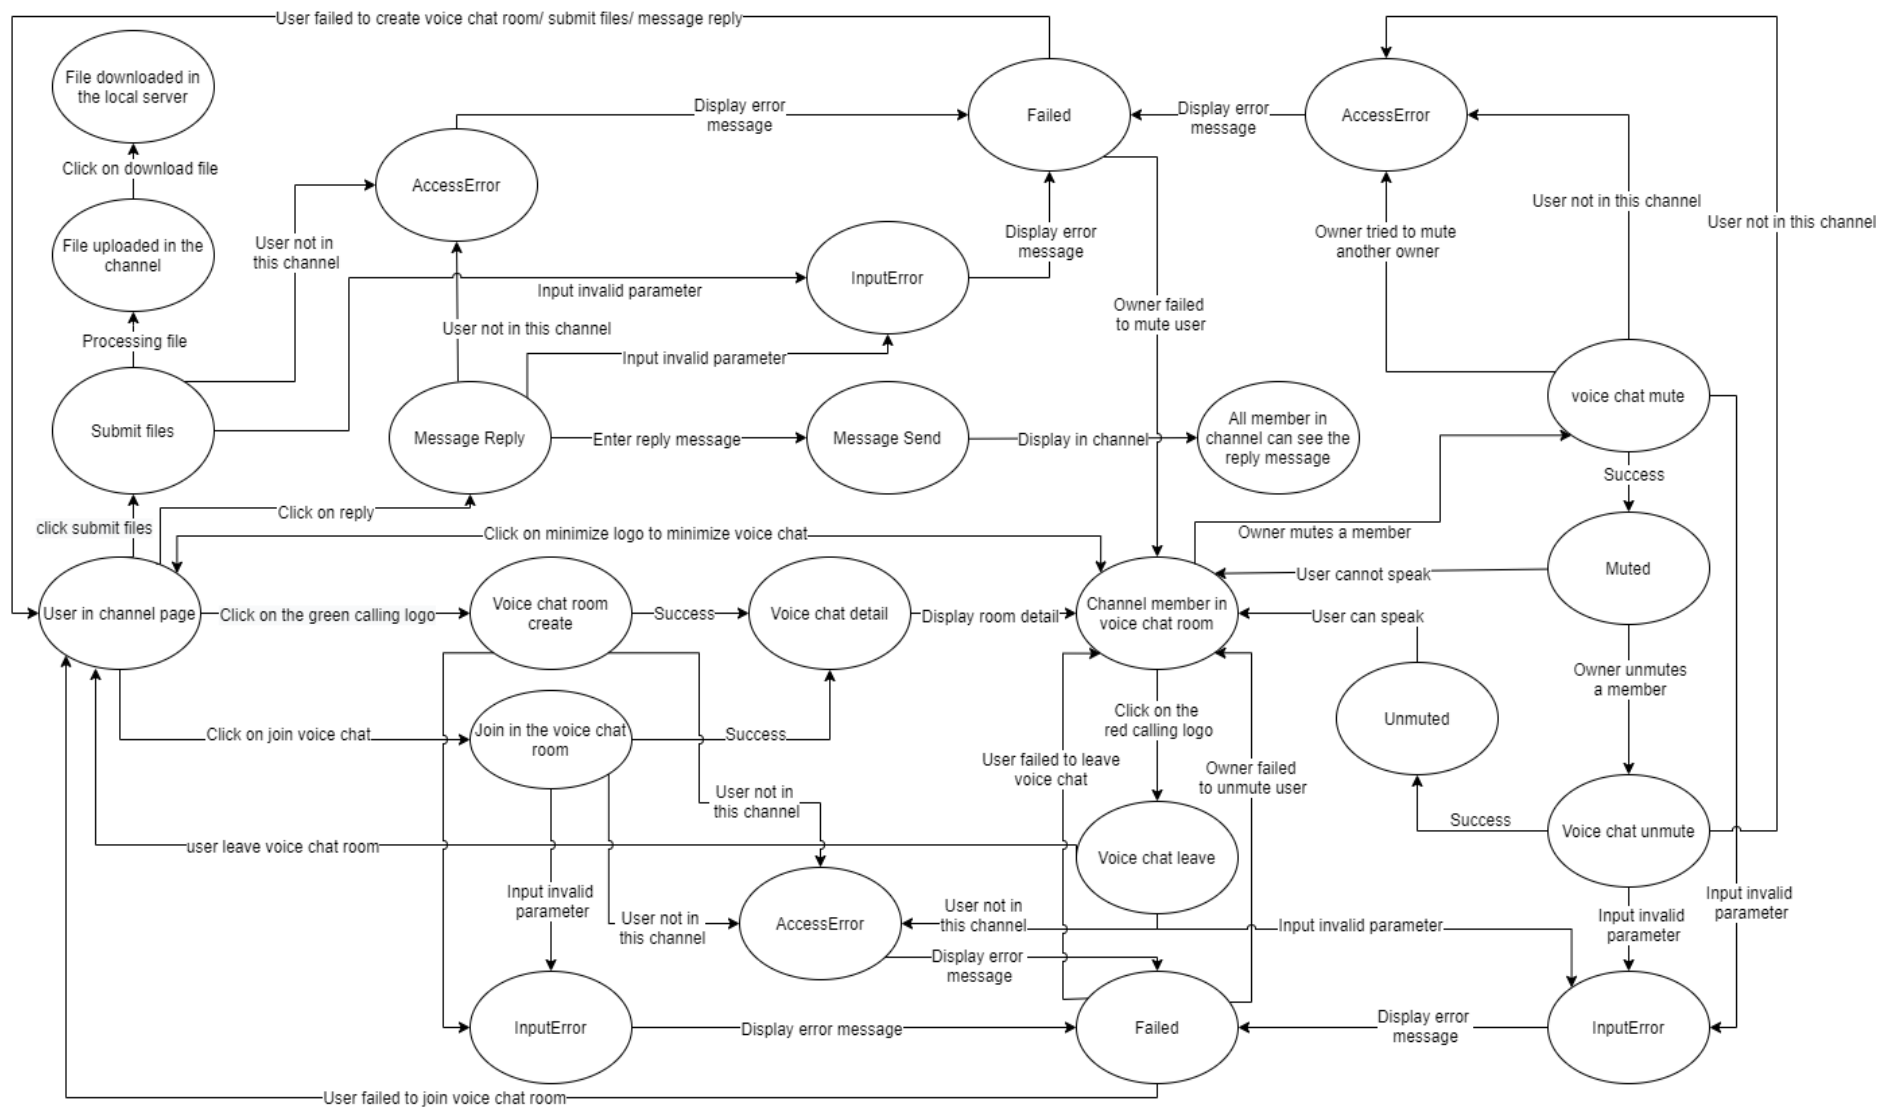 User failed to create voice chat room/ submit files/ message reply
File downloaded in
the local server
Display error
message
Failed
Display error
message
AccessError
Click on download file
AccessError
User not in this channel
User not in this channel
File uploaded in the
channel
User not in
this channel
Display error
message
Owner tried to mute
another owner
InputError
Input invalid parameter
Owner failed
to mute user
User not in this channel
Processing file
Input invalid parameter
voice chat mute
Submit files
Message Reply
Enter reply message
Message Send
Display in channel
All member in
channel can see the
reply message
Success
Click on reply
click submit files
Click on minimize logo to minimize voice chat
Owner mutes a member
User cannot speak
Muted
User in channel page
Click on the green calling logo
Voice chat room
create
Success
Voice chat detail
Display room detail
Channel member in
voice chat room
User can speak
Owner unmutes
a member
Click on the
red calling logo
Unmuted
Click on join voice chat
Join in the voice chat
room
Success
User failed to leave
voice chat
Owner failed
to unmute user
User not in
this channel
Success
Voice chat unmute
user leave voice chat room
Voice chat leave
Input invalid
parameter
User not in
this channel
AccessError
User not in
this channel
Input invalid parameter
Input invalid
parameter
Input invalid
parameter
Display error
message
InputError
Display error message
Failed
Display error
message
InputError
User failed to join voice chat room